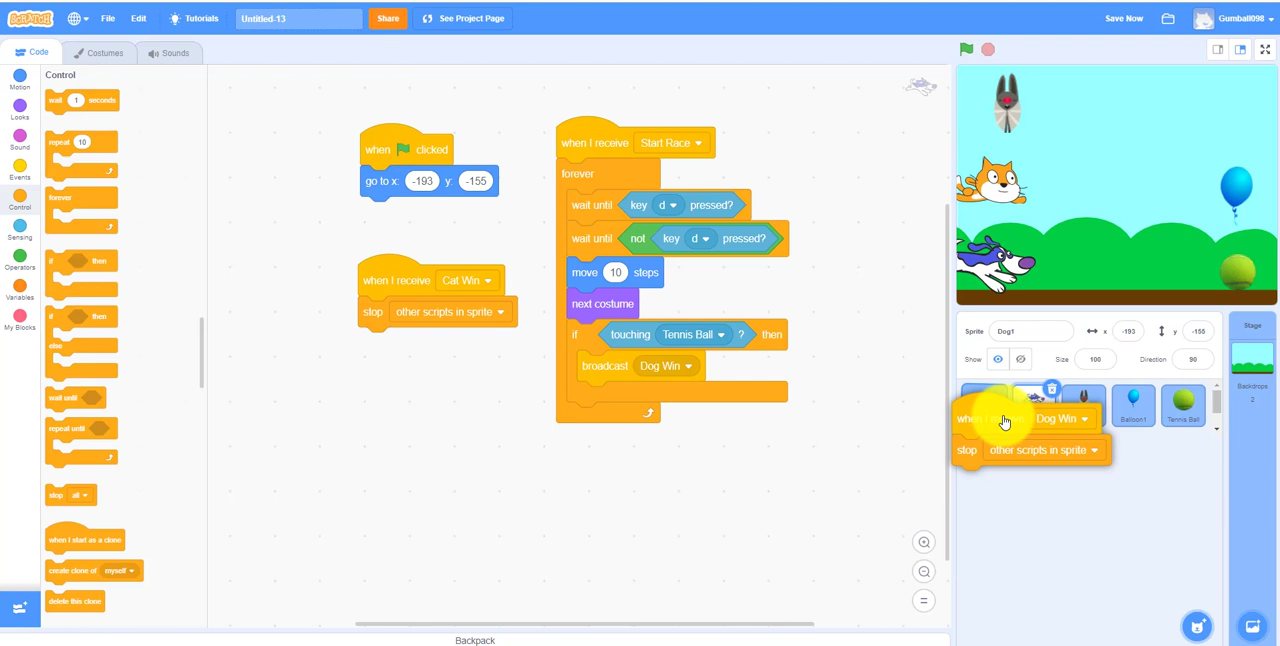 SCRATCH File Edit Tutorials Untitled-13 Share See Project Page Save Now Gumball098
Code Costumes Sounds
Motion
Looks
Sound
Events
Control
Sensing
Operators
Variables
My Blocks
Control
wait 1 seconds
repeat 10
forever
if then
if then
else
wait until
repeat until
stop all
when I start as a clone
create clone of myself
delete this clone
when clicked
go to x: -193 y: -155
when I receive Cat Win
stop other scripts in sprite
when I receive Start Race
forever
wait until key d pressed?
wait until not key d pressed?
move 10 steps
next costume
if touching Tennis Ball ? then
broadcast Dog Win
Sprite Dog1 x -193 y -155
Show Size 100 Direction 90
Balloon1 Tennis Ball
Dog Win
stop other scripts in sprite
Stage
Backdrops
2
Backpack